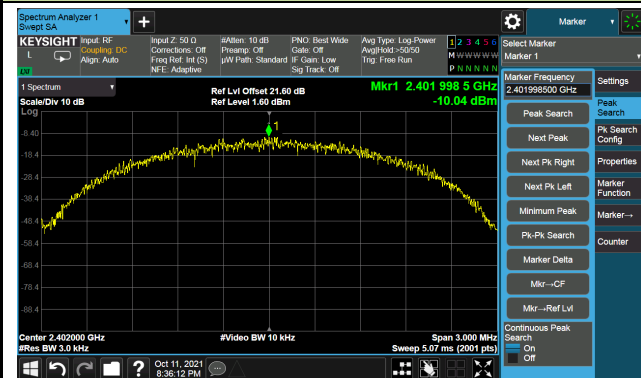 Spectrum Analyzer 1
Swept SA
Marker
KEYSIGHT
L
Input: RF
Coupling: DC
Align: Auto
Input Z: 50 Ω
Corrections: Off
Freq Ref: Int (S)
NFE: Adaptive
#Atten: 10 dB
Preamp: Off
µW Path: Standard
PNO: Best Wide
Gate: Off
IF Gain: Low
Sig Track: Off
Avg Type: Log-Power
Avg|Hold:>50/50
Trig: Free Run
1 2 3 4 5 6
M W W W W W
P N N N N N
Select Marker
Marker 1
1 Spectrum
Scale/Div 10 dB
Log
Ref Lvl Offset 21.60 dB
Ref Level 1.60 dBm
Mkr1 2.401 998 5 GHz
-10.04 dBm
1
-8.40
-18.4
-28.4
-38.4
-48.4
-58.4
-68.4
-78.4
-88.4
Center 2.402000 GHz
#Res BW 3.0 kHz
#Video BW 10 kHz
Span 3.000 MHz
Sweep 5.07 ms (2001 pts)
Marker Frequency
2.401998500 GHz
Peak Search
Next Peak
Next Pk Right
Next Pk Left
Minimum Peak
Pk-Pk Search
Marker Delta
Mkr→CF
Mkr→Ref Lvl
Continuous Peak
Search
On
Off
Settings
Peak
Search
Pk Search
Config
Properties
Marker
Function
Marker→
Counter
?
Oct 11, 2021
8:36:12 PM